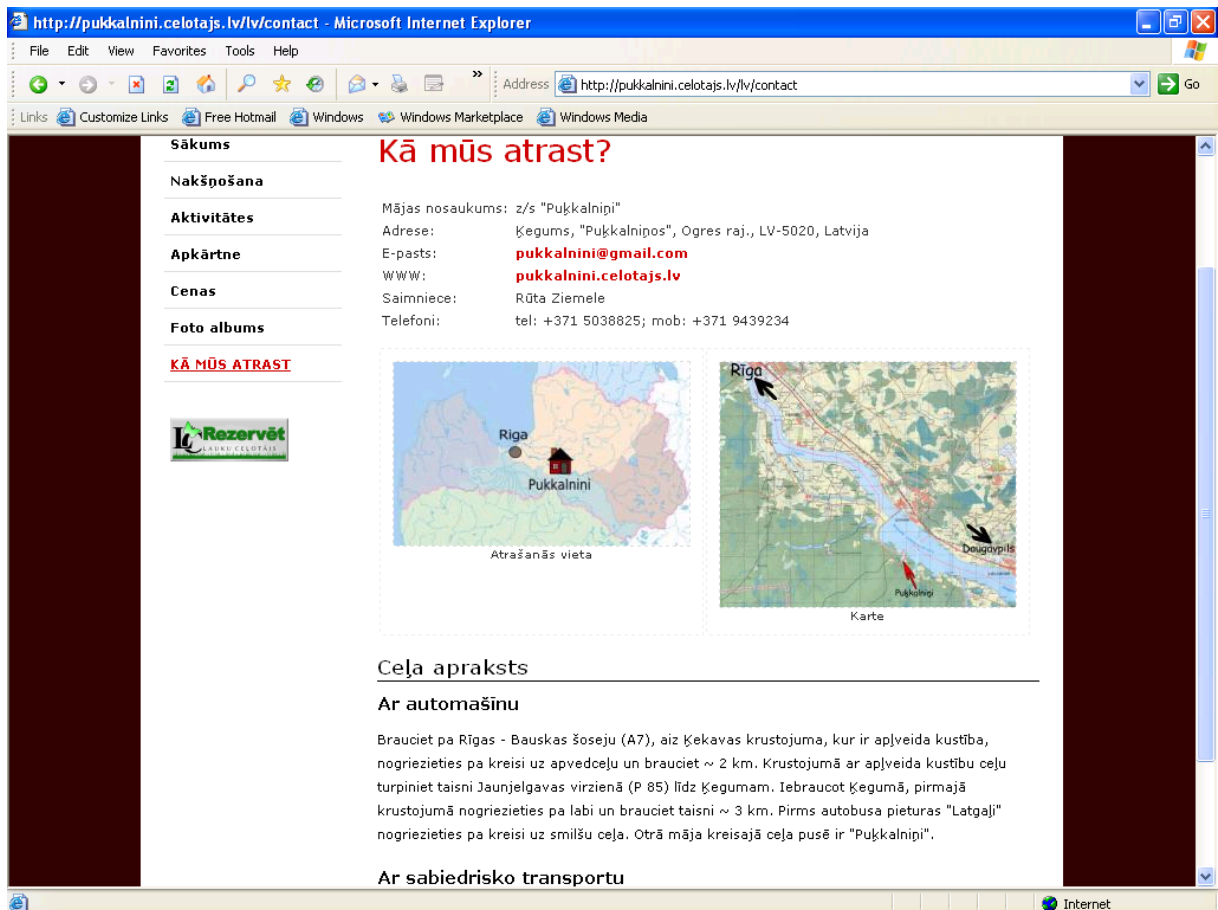 http://pukkalnini.celotajs.lv/lv/contact - Microsoft Internet Explorer
File Edit View Favorites Tools Help
» Address http://pukkalnini.celotajs.lv/lv/contact Go
Links Customize Links Free Hotmail Windows Windows Marketplace Windows Media
Sākums
Nakšņošana
Aktivitātes
Apkārtne
Cenas
Foto albums
KĀ MŪS ATRAST
LC Rezervēt
LAUKU CEĻOTĀJS
Kā mūs atrast?
Mājas nosaukums: z/s "Puķkalniņi"
Adrese: Ķegums, "Puķkalniņos", Ogres raj., LV-5020, Latvija
E-pasts: pukkalnini@gmail.com
WWW: pukkalnini.celotajs.lv
Saimniece: Rūta Ziemele
Telefoni: tel: +371 5038825; mob: +371 9439234
Riga
Pukkalnini
Atrašanās vieta
Rīga
Daugavpils
Puķkalniņi
Karte
Ceļa apraksts
Ar automašīnu
Brauciet pa Rīgas - Bauskas šoseju (A7), aiz Ķekavas krustojuma, kur ir apļveida kustība,
nogriezieties pa kreisi uz apvedceļu un brauciet ~ 2 km. Krustojumā ar apļveida kustību ceļu
turpiniet taisni Jaunjelgavas virzienā (P 85) līdz Ķegumam. Iebraucot Ķegumā, pirmajā
krustojumā nogriezieties pa labi un brauciet taisni ~ 3 km. Pirms autobusa pieturas "Latgaļi"
nogriezieties pa kreisi uz smilšu ceļa. Otrā māja kreisajā ceļa pusē ir "Puķkalniņi".
Ar sabiedrisko transportu
Internet